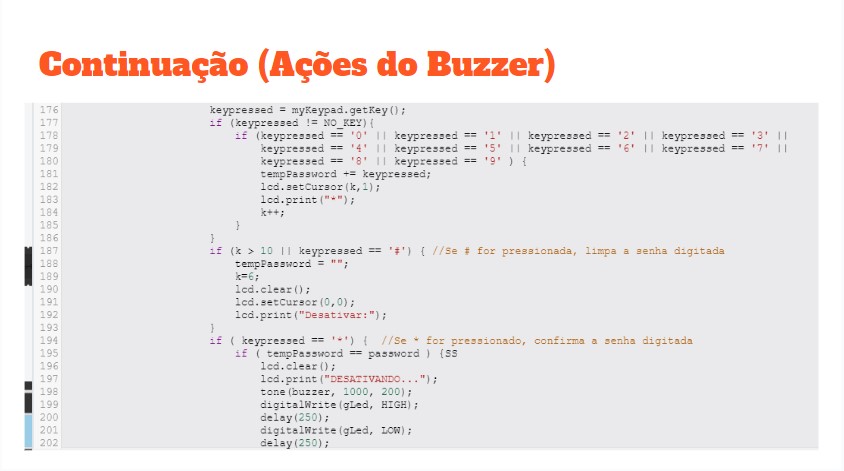 Continuação (Ações do Buzzer)
176 keypressed = myKeypad.getKey();
177 if (keypressed != NO_KEY){
178 if (keypressed == '0' || keypressed == '1' || keypressed == '2' || keypressed == '3' ||
179 keypressed == '4' || keypressed == '5' || keypressed == '6' || keypressed == '7' ||
180 keypressed == '8' || keypressed == '9' ) {
181 tempPassword += keypressed;
182 lcd.setCursor(k,1);
183 lcd.print("*");
184 k++;
185 }
186 }
187 if (k > 10 || keypressed == '#') { //Se # for pressionada, limpa a senha digitada
188 tempPassword = "";
189 k=6;
190 lcd.clear();
191 lcd.setCursor(0,0);
192 lcd.print("Desativar:");
193 }
194 if ( keypressed == '*') { //Se * for pressionado, confirma a senha digitada
195 if ( tempPassword == password ) {SS
196 lcd.clear();
197 lcd.print("DESATIVANDO...");
198 tone(buzzer, 1000, 200);
199 digitalWrite(gLed, HIGH);
200 delay(250);
201 digitalWrite(gLed, LOW);
202 delay(250);